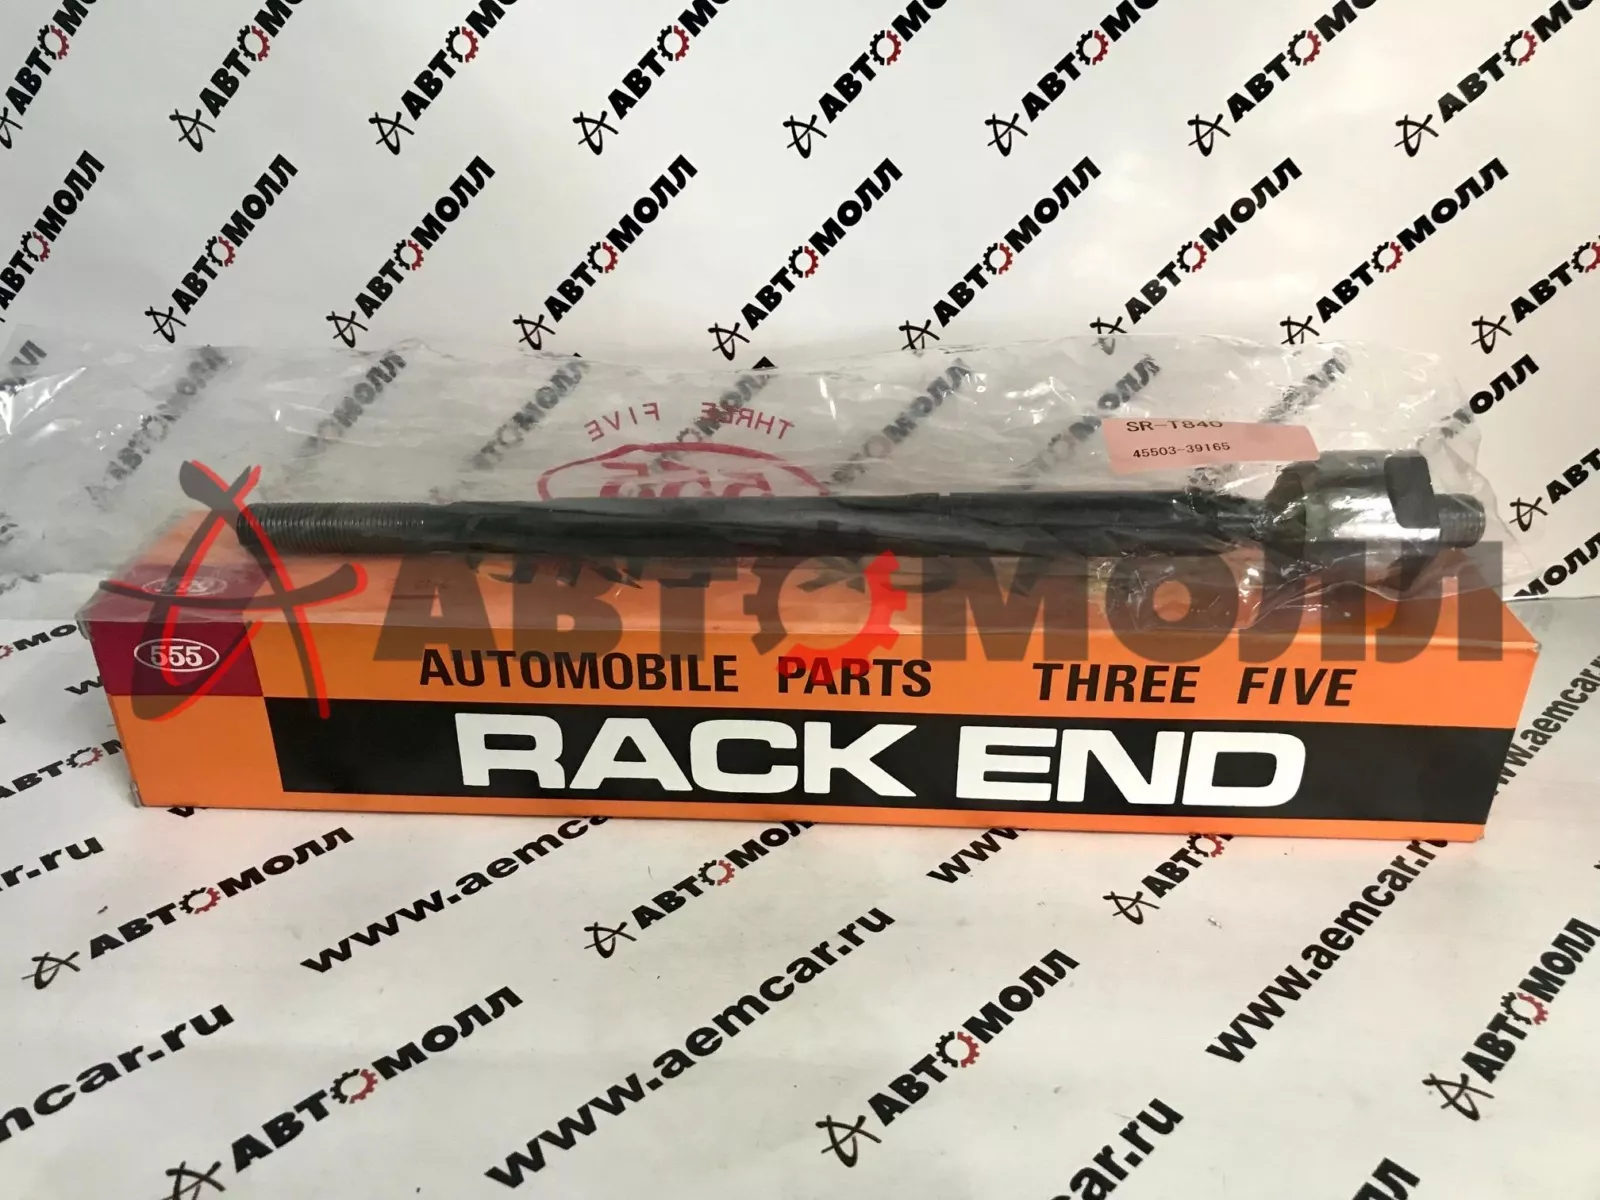 THREE FIVE
555
SR-T840
45503-39165
АВТОМОЛЛ
555
AUTOMOBILE PARTS THREE FIVE
RACK END
АВТОМОЛЛ
www.aemcar.ru